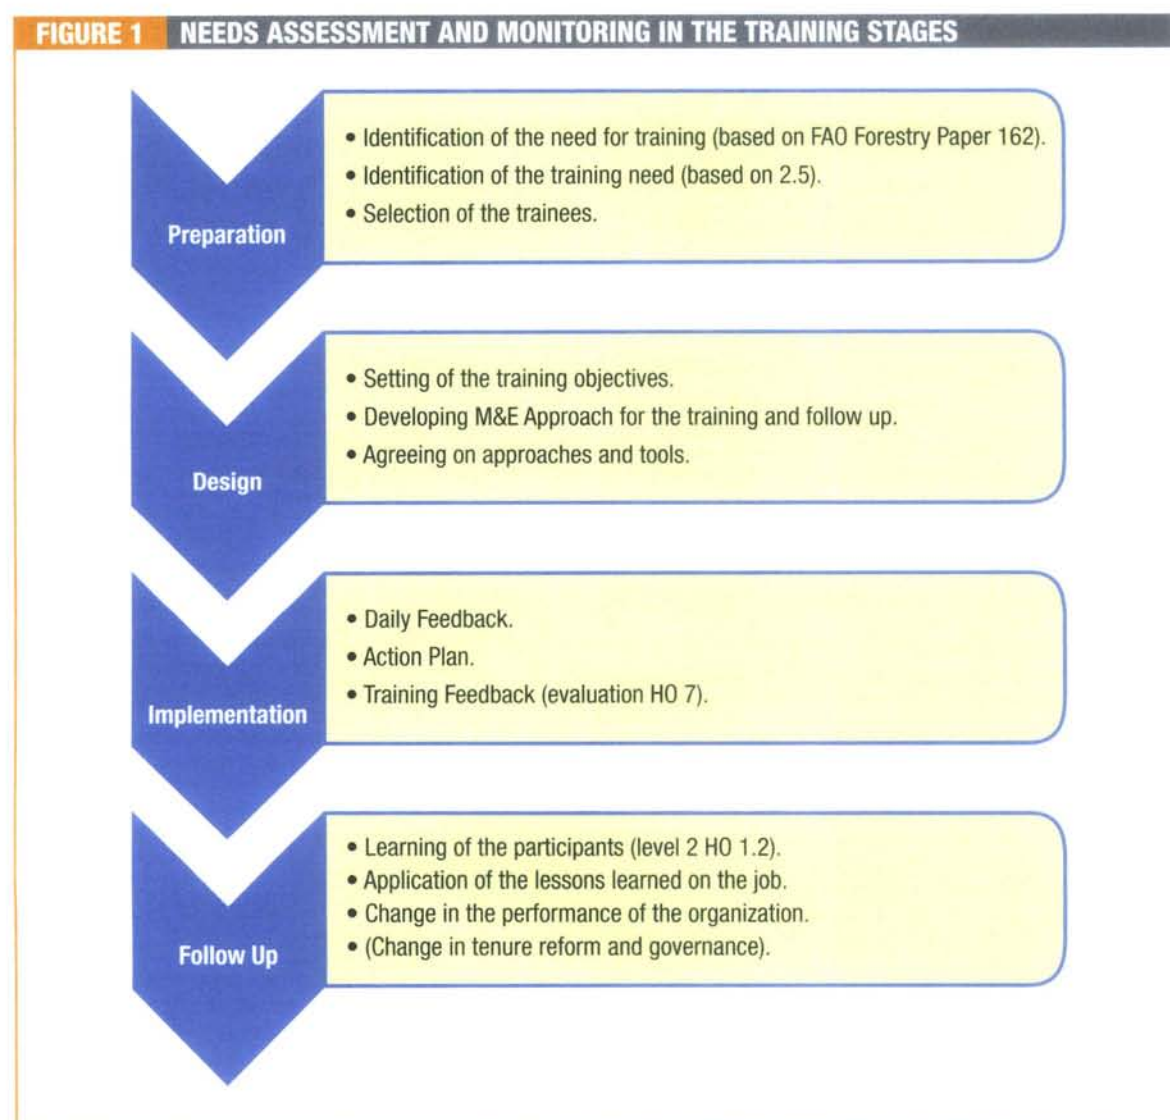 FIGURE 1 NEEDS ASSESSMENT AND MONITORING IN THE TRAINING STAGES
Preparation
• Identification of the need for training (based on FAO Forestry Paper 162).
• Identification of the training need (based on 2.5).
• Selection of the trainees.
Design
• Setting of the training objectives.
• Developing M&E Approach for the training and follow up.
• Agreeing on approaches and tools.
Implementation
• Daily Feedback.
• Action Plan.
• Training Feedback (evaluation HO 7).
Follow Up
• Learning of the participants (level 2 HO 1.2).
• Application of the lessons learned on the job.
• Change in the performance of the organization.
• (Change in tenure reform and governance).